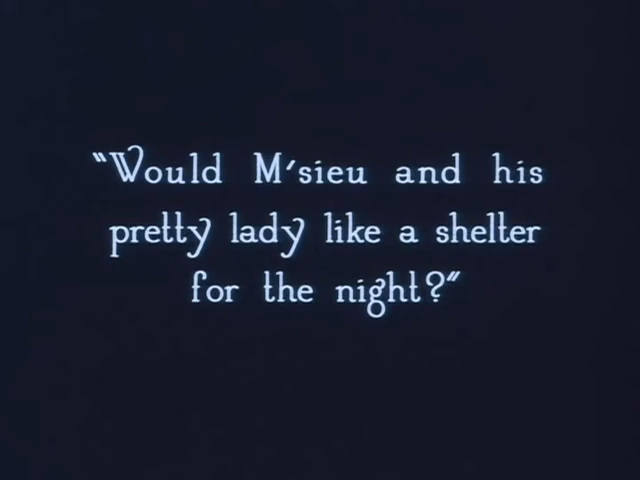 "Would M'sieu and his
pretty lady like a shelter
for the night?"